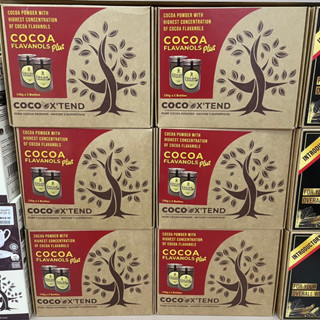 COCOA POWDER WITH
HIGHEST CONCENTRATION
OF COCOA FLAVANOLS
COCOA
FLAVANOLS Plus
COCO X'TEND
COCOA POWDER WITH
HIGHEST CONCENTRATION
OF COCOA FLAVANOLS
COCOA
FLAVANOLS Plus
COCO X'TEND
COCOA POWDER WITH
HIGHEST CONCENTRATION
OF COCOA FLAVANOLS
COCOA
FLAVANOLS Plus
COCO X'TEND
INTRODUCTOR
COCOA POWDER WITH
HIGHEST CONCENTRATION
OF COCOA FLAVANOLS
COCOA
FLAVANOLS Plus
COCO X'TEND
COCOA POWDER WITH
HIGHEST CONCENTRATION
OF COCOA FLAVANOLS
COCOA
FLAVANOLS Plus
COCO X'TEND
COCOA POWDER WITH
HIGHEST CONCENTRATION
OF COCOA FLAVANOLS
COCOA
FLAVANOLS Plus
COCO X'TEND
INTRODUCTOR